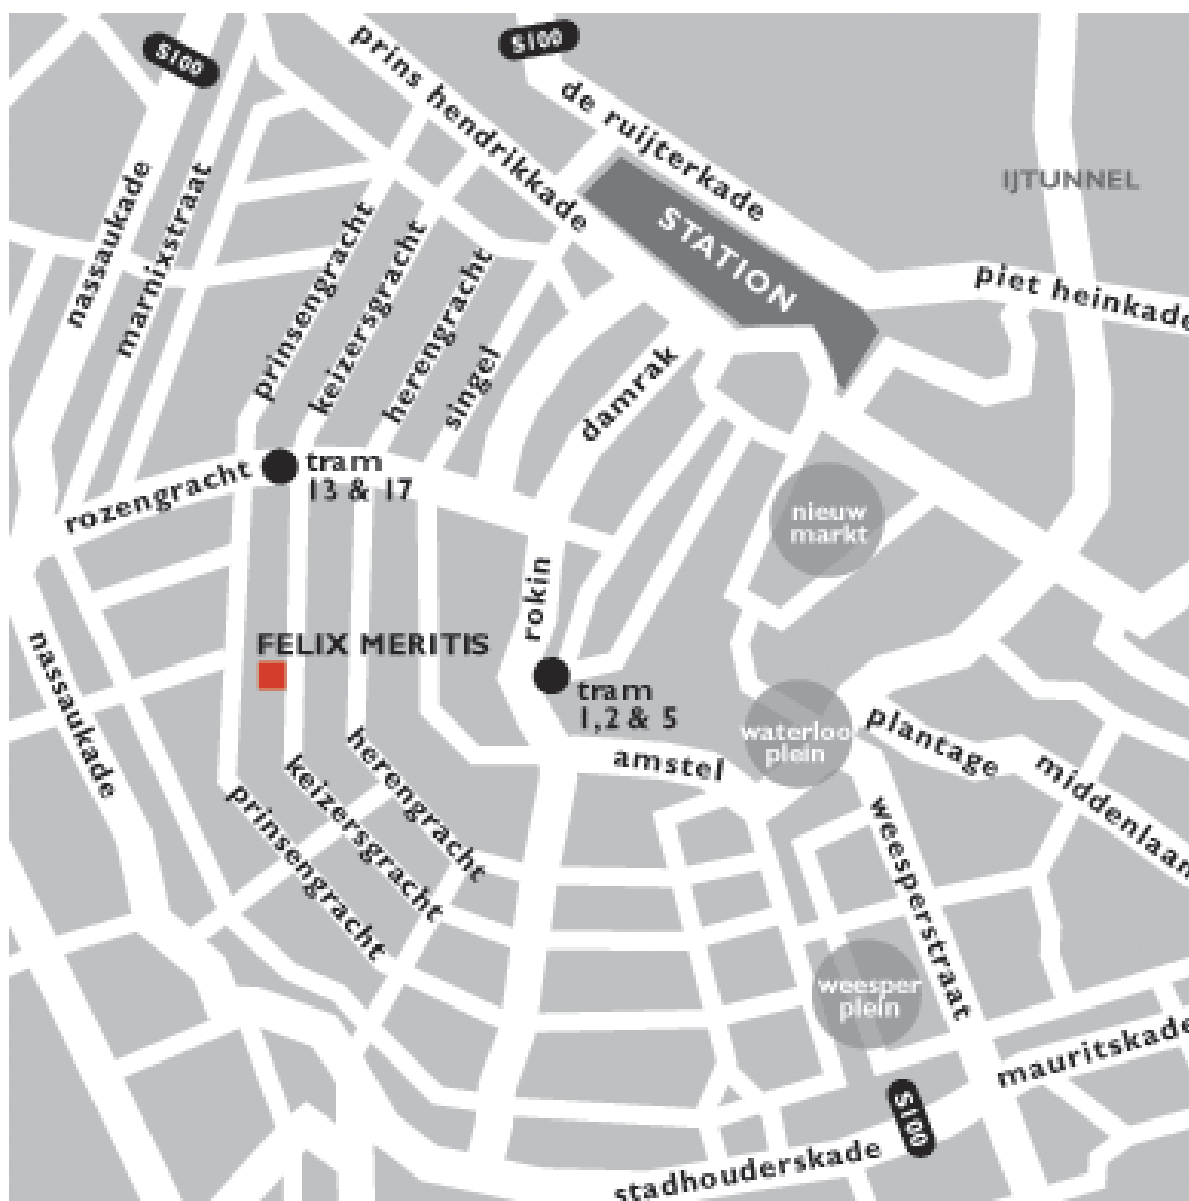 S100
S100
prins hendrikkade
de ruijterkade
IJTUNNEL
nassaukade
marnixstraat
STATION
piet heinkade
prinsengracht
keizersgracht
herengracht
singel
damrak
rozengracht
tram
13 & 17
nieuw
markt
rokin
FELIX MERITIS
tram
1,2 & 5
nassaukade
waterloo
plein
plantage
middenlaan
amstel
herengracht
keizersgracht
prinsengracht
weesperstraat
weesper
plein
mauritskade
S100
stadhouderskade